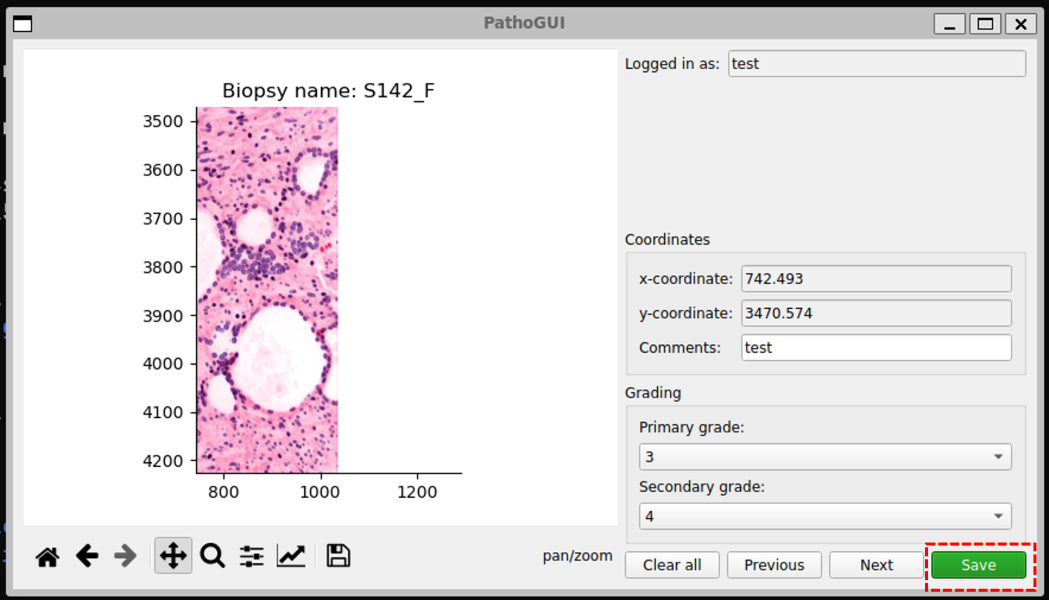 PathoGUI
Biopsy name: S142_F
3500
3600
3700
3800
3900
4000
4100
4200
800 1000 1200
pan/zoom
Logged in as: test
Coordinates
x-coordinate: 742.493
y-coordinate: 3470.574
Comments: test
Grading
Primary grade:
3
Secondary grade:
4
Clear all Previous Next Save